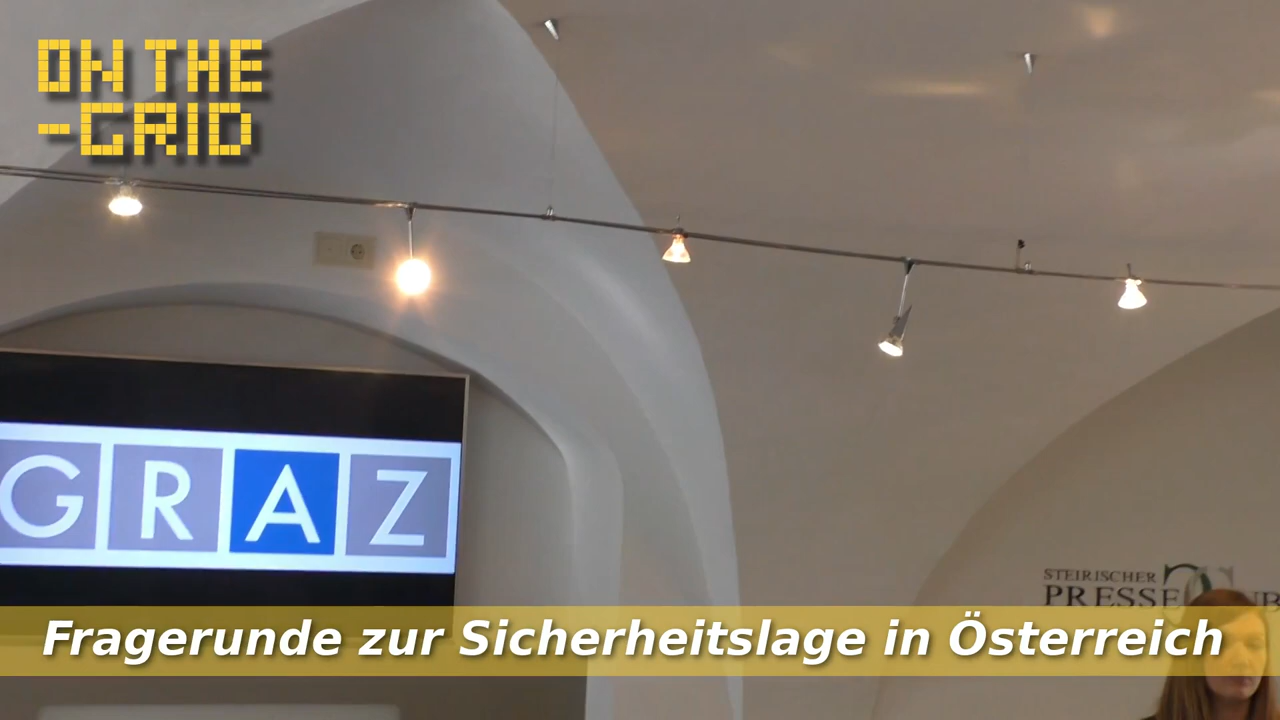 ON THE
-GRID
GRAZ
STEIRISCHER
PRESSE
Fragerunde zur Sicherheitslage in Österreich